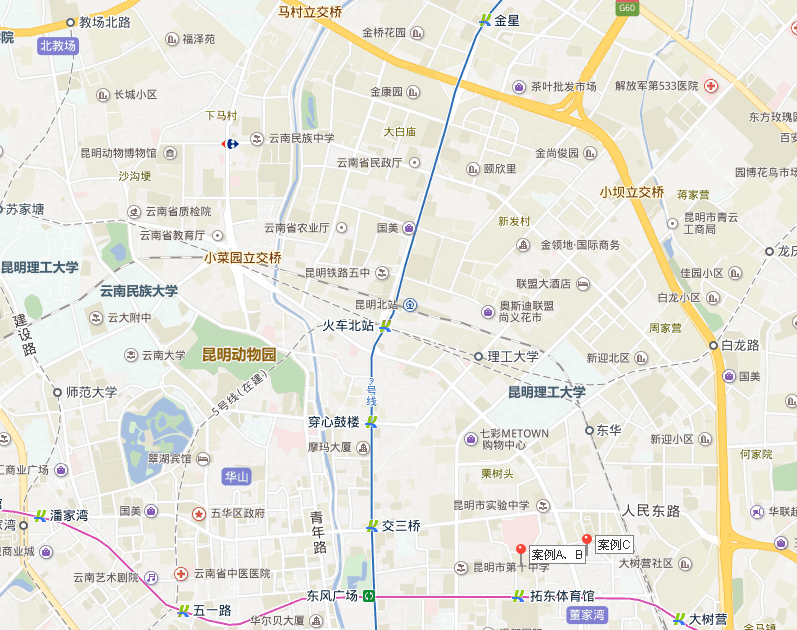 马村立交桥
G60
金星
教场北路
北教场
学院
福泽苑
金桥花园
茶叶批发市场
解放军第533医院
长城小区
金康园
东方玫瑰园
下马村
云南民族中学
大白庙
昆明动物博物馆
云南省民政厅
金尚俊园
沙沟埂
颐欣里
园博花鸟市场
小坝立交桥
蒋家营
苏家塘
云南省质检院
云南省教育厅
云南省农业厅
国美
新发村
昆明市青云
工商局
金领地·国际商务
小菜园立交桥
昆明理工大学
昆明铁路五中
联盟大酒店
佳园小区
云南民族大学
昆明北站
白龙小区
奥斯迪联盟
尚义花市
云大附中
火车北站
周家营
建设路
云南大学
昆明动物园
理工大学
新迎北区
白龙路
5号线(在建)
2号线
昆明理工大学
国美
师范大学
穿心鼓楼
七彩METOWN
购物中心
东华
新迎小区
摩玛大厦
何家院
工商业广场
翠湖宾馆
华山
栗树头
国美
五华区政府
昆明市实验中学
人民东路
潘家湾
青年路
交三桥
案例A、B
案例C
云南艺术剧院
云南省中医医院
昆明市第十中学
大树营社区
五一路
东风广场
拓东体育馆
华尔贝大厦
董家湾
大树营
金马镇